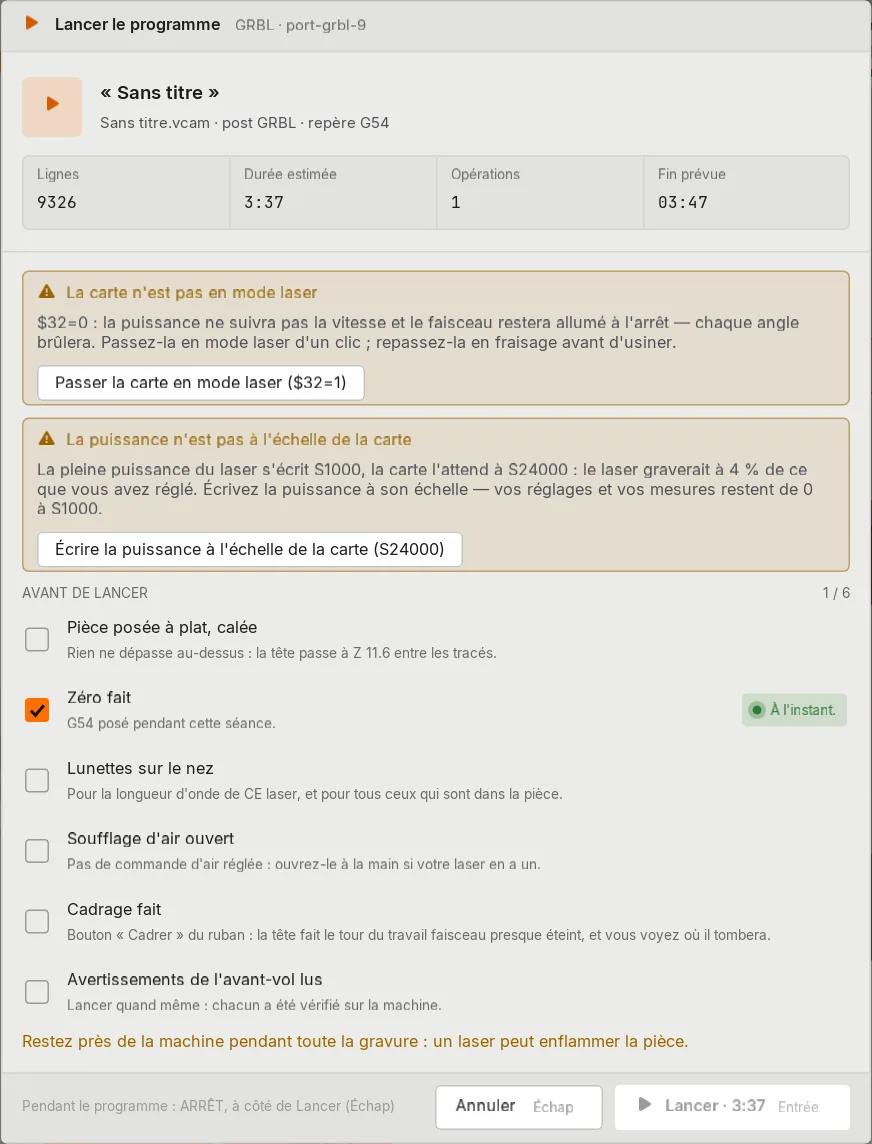 Lancer le programme GRBL · port-grbl-9
« Sans titre »
Sans titre.vcam · post GRBL · repère G54
Lignes Durée estimée Opérations Fin prévue
9326 3:37 1 03:47
La carte n'est pas en mode laser
$32=0 : la puissance ne suivra pas la vitesse et le faisceau restera allumé à l'arrêt — chaque angle
brûlera. Passez-la en mode laser d'un clic ; repassez-la en fraisage avant d'usiner.
Passer la carte en mode laser ($32=1)
La puissance n'est pas à l'échelle de la carte
La pleine puissance du laser s'écrit S1000, la carte l'attend à S24000 : le laser graverait à 4 % de ce
que vous avez réglé. Écrivez la puissance à son échelle — vos réglages et vos mesures restent de 0
à S1000.
Écrire la puissance à l'échelle de la carte (S24000)
AVANT DE LANCER 1 / 6
Pièce posée à plat, calée
Rien ne dépasse au-dessus : la tête passe à Z 11.6 entre les tracés.
Zéro fait
G54 posé pendant cette séance.
À l'instant.
Lunettes sur le nez
Pour la longueur d'onde de CE laser, et pour tous ceux qui sont dans la pièce.
Soufflage d'air ouvert
Pas de commande d'air réglée : ouvrez-le à la main si votre laser en a un.
Cadrage fait
Bouton « Cadrer » du ruban : la tête fait le tour du travail faisceau presque éteint, et vous voyez où il tombera.
Avertissements de l'avant-vol lus
Lancer quand même : chacun a été vérifié sur la machine.
Restez près de la machine pendant toute la gravure : un laser peut enflammer la pièce.
Pendant le programme : ARRÊT, à côté de Lancer (Échap)
Annuler Échap
Lancer · 3:37 Entrée